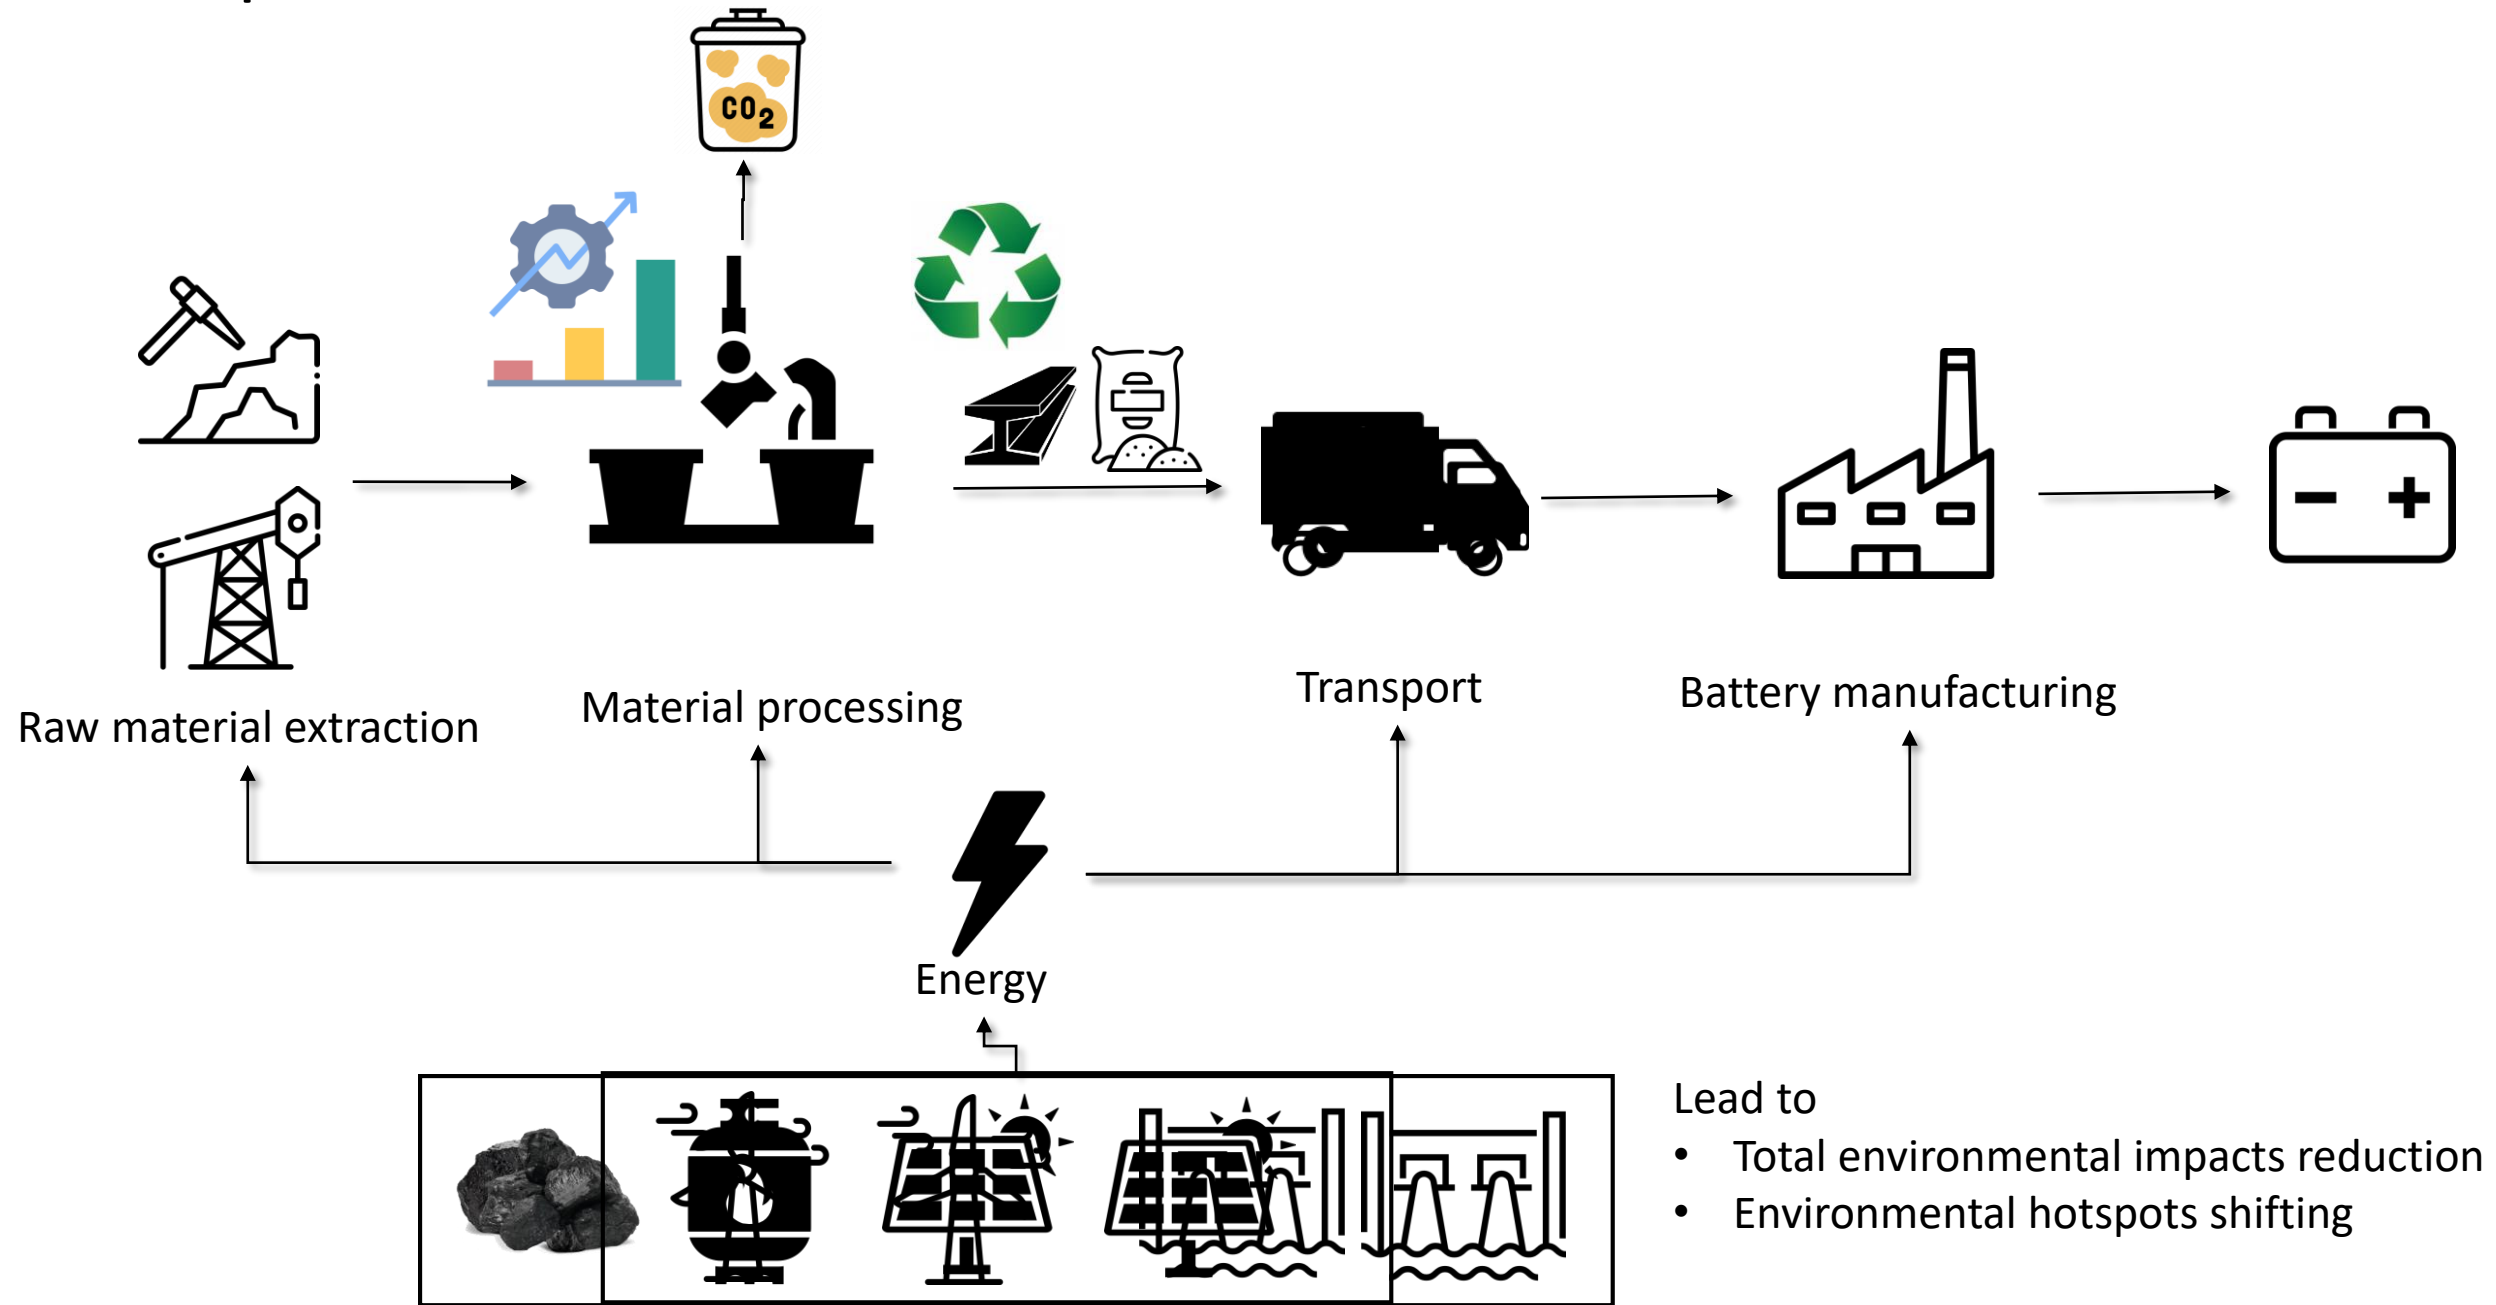 CO2
Raw material extraction
Material processing
Transport
Battery manufacturing
Energy
Lead to
• Total environmental impacts reduction
• Environmental hotspots shifting